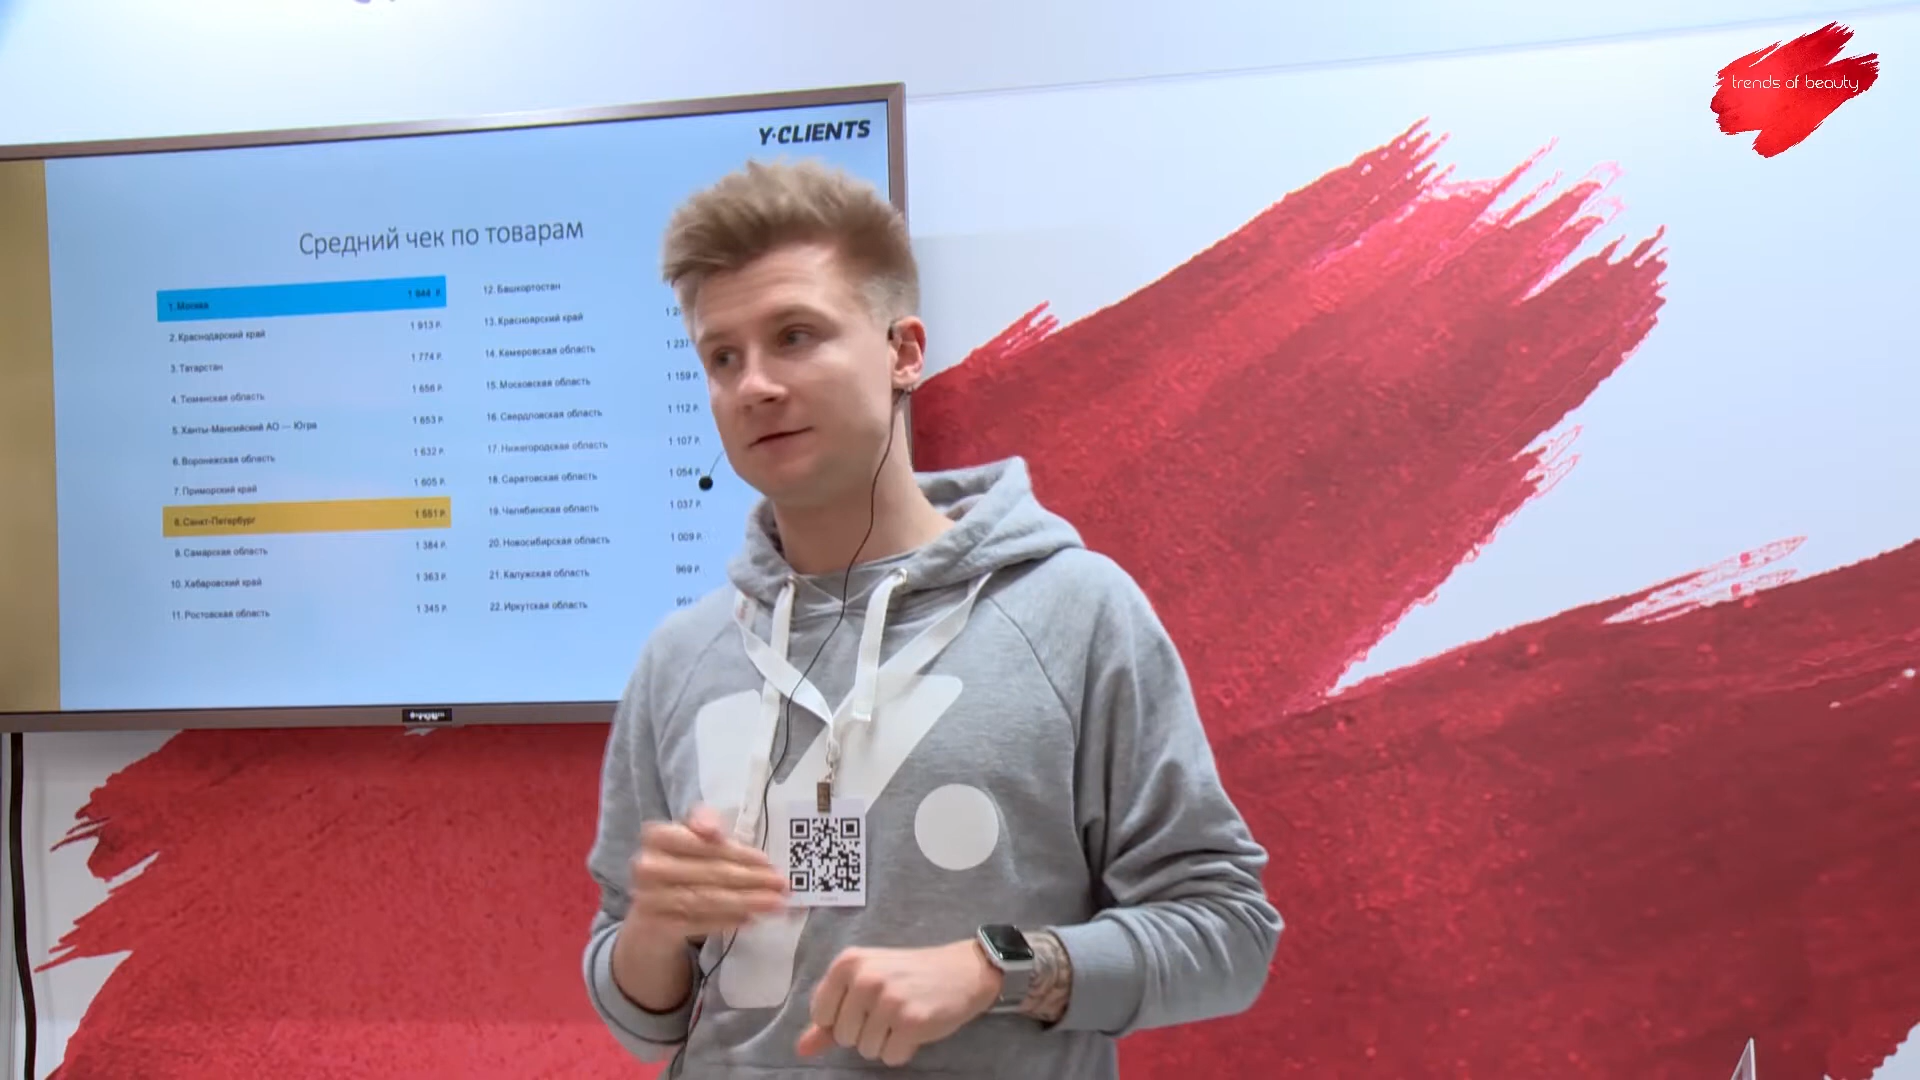 trends of beauty
Y·CLIENTS
Средний чек по товарам
1. Москва 1 944 Р.
2. Краснодарский край 1 913 Р.
3. Татарстан 1 774 Р.
4. Тюменская область 1 656 Р.
5. Ханты-Мансийский АО — Югра 1 653 Р.
6. Воронежская область 1 632 Р.
7. Приморский край 1 605 Р.
8. Санкт-Петербург 1 551 Р.
9. Самарская область 1 384 Р.
10. Хабаровский край 1 363 Р.
11. Ростовская область 1 345 Р.
12. Башкортостан
13. Красноярский край
14. Кемеровская область 1 237
15. Московская область 1 159 Р.
16. Свердловская область 1 112 Р.
17. Нижегородская область 1 107 Р.
18. Саратовская область 1 054 Р.
19. Челябинская область 1 037 Р.
20. Новосибирская область 1 009 Р.
21. Калужская область 969 Р.
22. Иркутская область